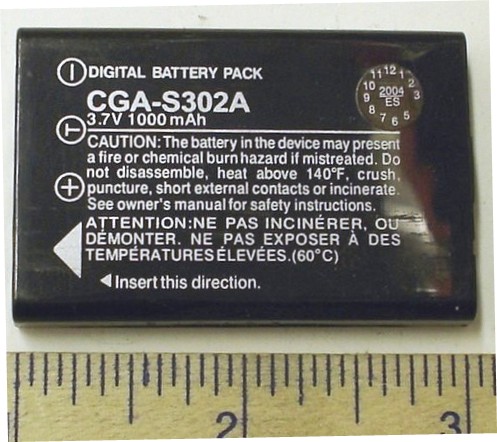 DIGITAL BATTERY PACK
CGA-S302A
3.7V 1000 mAh
CAUTION: The battery in the device may present
a fire or chemical burn hazard if mistreated. Do
not disassemble, heat above 140°F, crush,
puncture, short external contacts or incinerate.
See owner's manual for safety instructions.
ATTENTION:NE PAS INCINÉRER, OU
DÉMONTER. NE PAS EXPOSER À DES
TEMPÉRATURES ÉLEVÉES.(60°C)
Insert this direction.
T
11 12 1
10 2
9 3
8 4
7 6 5
2004
ES
2 3